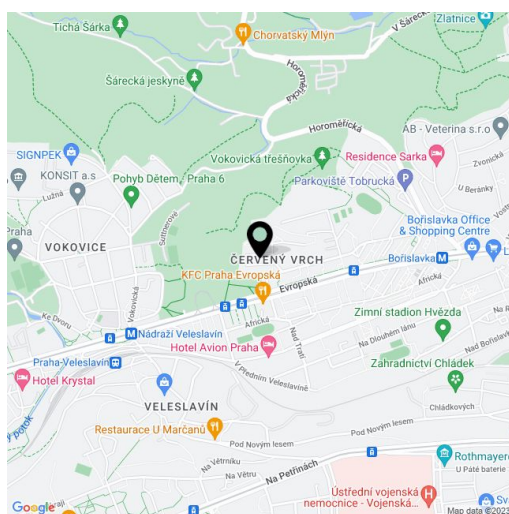 Tichá Šárka
Zlatnice
V Šárecké
Chorvatský Mlýn
Horoměřická
Šárecká jeskyně
Horoměřická
AB - Veterina s.r.o
SIGNPEK
Vokovická třešňovka
Residence Sarka
Zvonická
KONSIT a.s
Pohyb Dětem, Praha 6
Parkoviště Tobrucká
Lužná
U Beránky
Praha
Bořislavka Office
& Shopping Centre
VOKOVICE
ČERVENÝ VRCH
Bořislavka
KFC Praha Evropská
Evropská
Africká
Vokovická
Zimní stadion Hvězda
Ke Dvoru
Africká
Nad Tratí
Na Dlouhém lánu
Nádraží Veleslavín
Hotel Avion Praha
Praha-Veleslavín
Zahradnictví Chládek
Hotel Krystal
V Předním Veleslavíně
VELESLAVÍN
Chládkových
Restaurace U Marčanů
Pod Novým lesem
Pod Novým lesem
Na Větrníku
Na Petřinách
Rothmayer
Na Větru
U Páté baterie
Ústřední vojenská
nemocnice - Vojenská...
Google
Map data ©2023